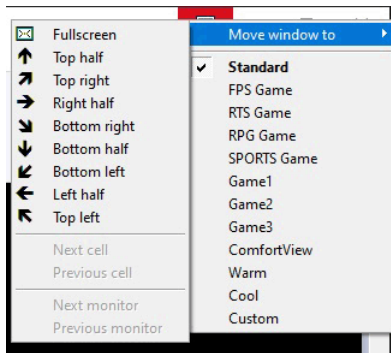 Fullscreen
Top half
Top right
Right half
Bottom right
Bottom half
Bottom left
Left half
Top left
Next cell
Previous cell
Next monitor
Previous monitor
Move window to
Standard
FPS Game
RTS Game
RPG Game
SPORTS Game
Game1
Game2
Game3
ComfortView
Warm
Cool
Custom